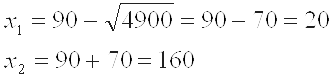 x₁ = 90 − √4900 = 90 − 70 = 20
x₂ = 90 + 70 = 160